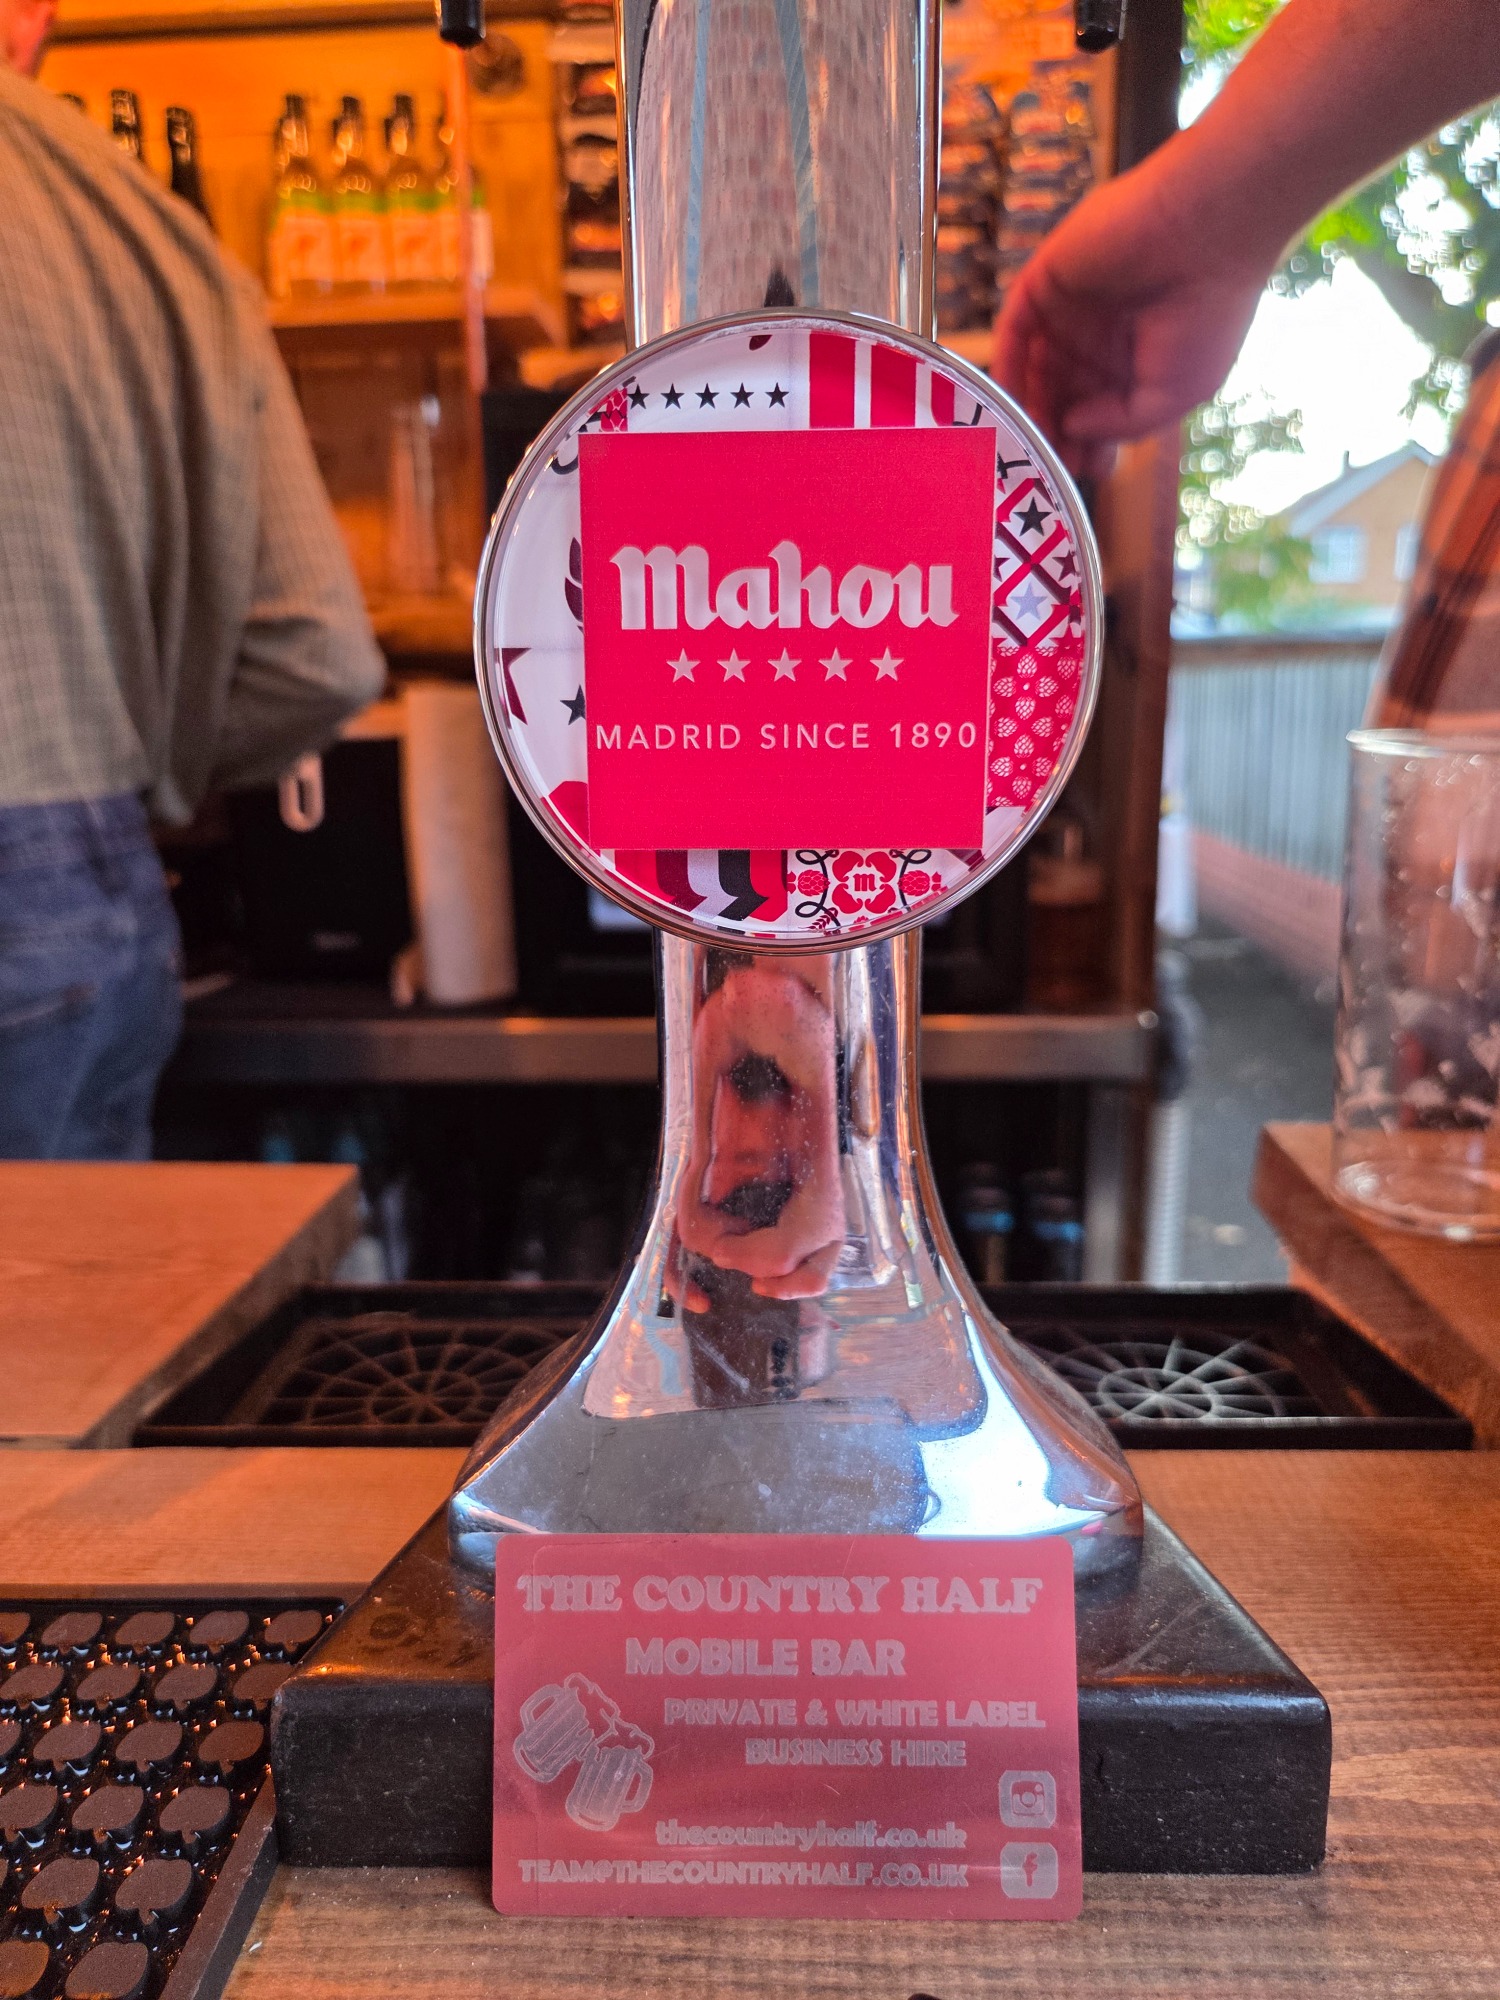 Mahou
MADRID SINCE 1890
THE COUNTRY HALF
MOBILE BAR
PRIVATE & WHITE LABEL
BUSINESS HIRE
thecountryhalf.co.uk
TEAM@THECOUNTRYHALF.CO.UK